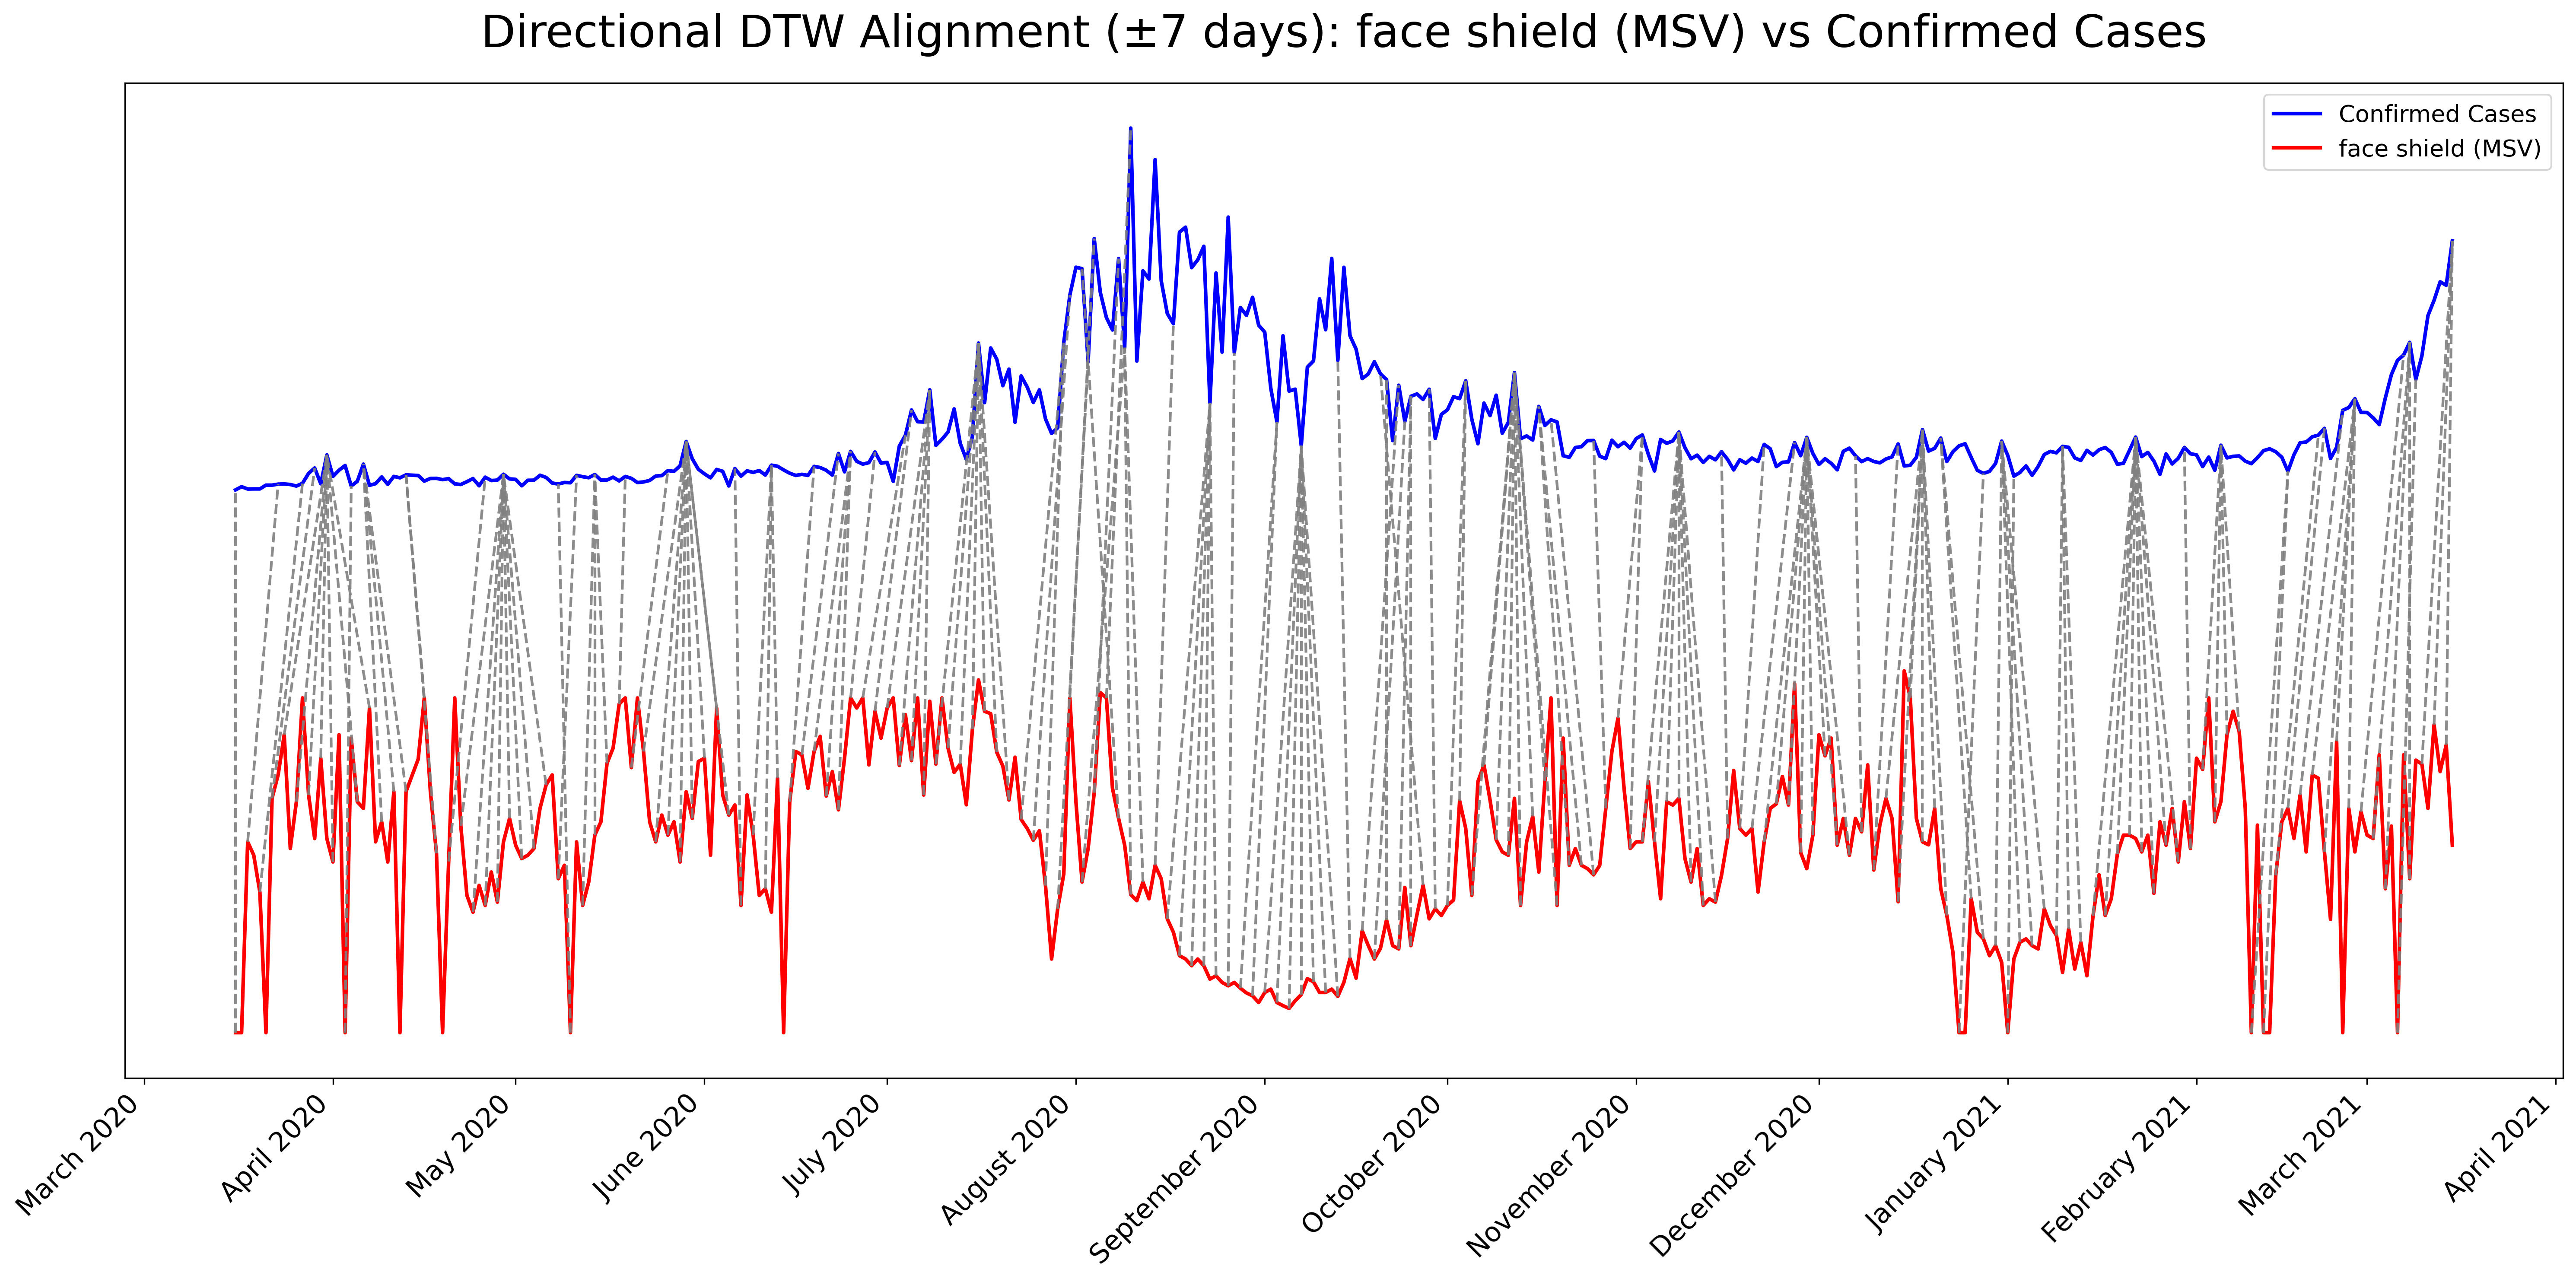 Directional DTW Alignment (±7 days): face shield (MSV) vs Confirmed Cases
Confirmed Cases
face shield (MSV)
March 2020
April 2020
May 2020
June 2020
July 2020
August 2020
September 2020
October 2020
November 2020
December 2020
January 2021
February 2021
March 2021
April 2021